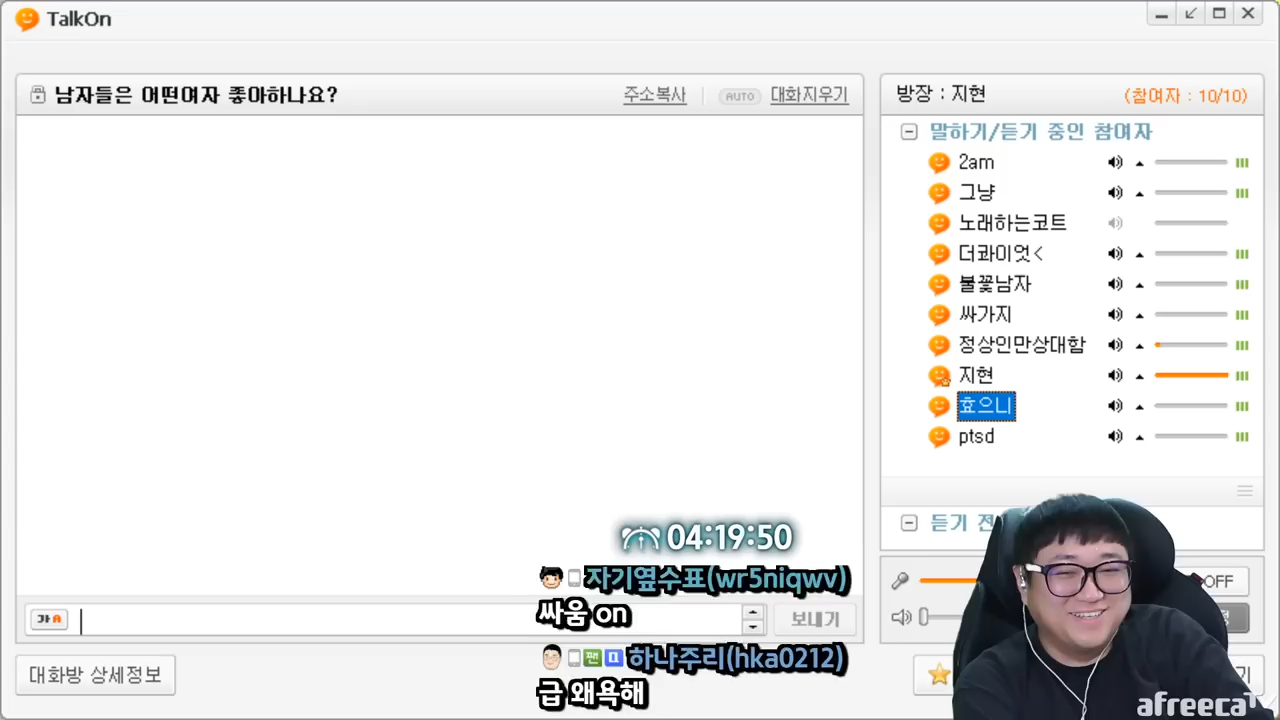 TalkOn
남자들은 어떤여자 좋아하나요?
주소복사
AUTO
대화지우기
방장 : 지현
(참여자 : 10/10)
말하기/듣기 중인 참여자
2am
그냥
노래하는코트
더콰이엇<
불꽃남자
싸가지
정상인만상대함
지현
효으니
ptsd
듣기 전
OFF
04:19:50
자기옆수표(wr5niqwv)
싸움 on
팬
하나주리(hka0212)
급 왜욕해
가
보내기
대화방 상세정보
afreecaTV